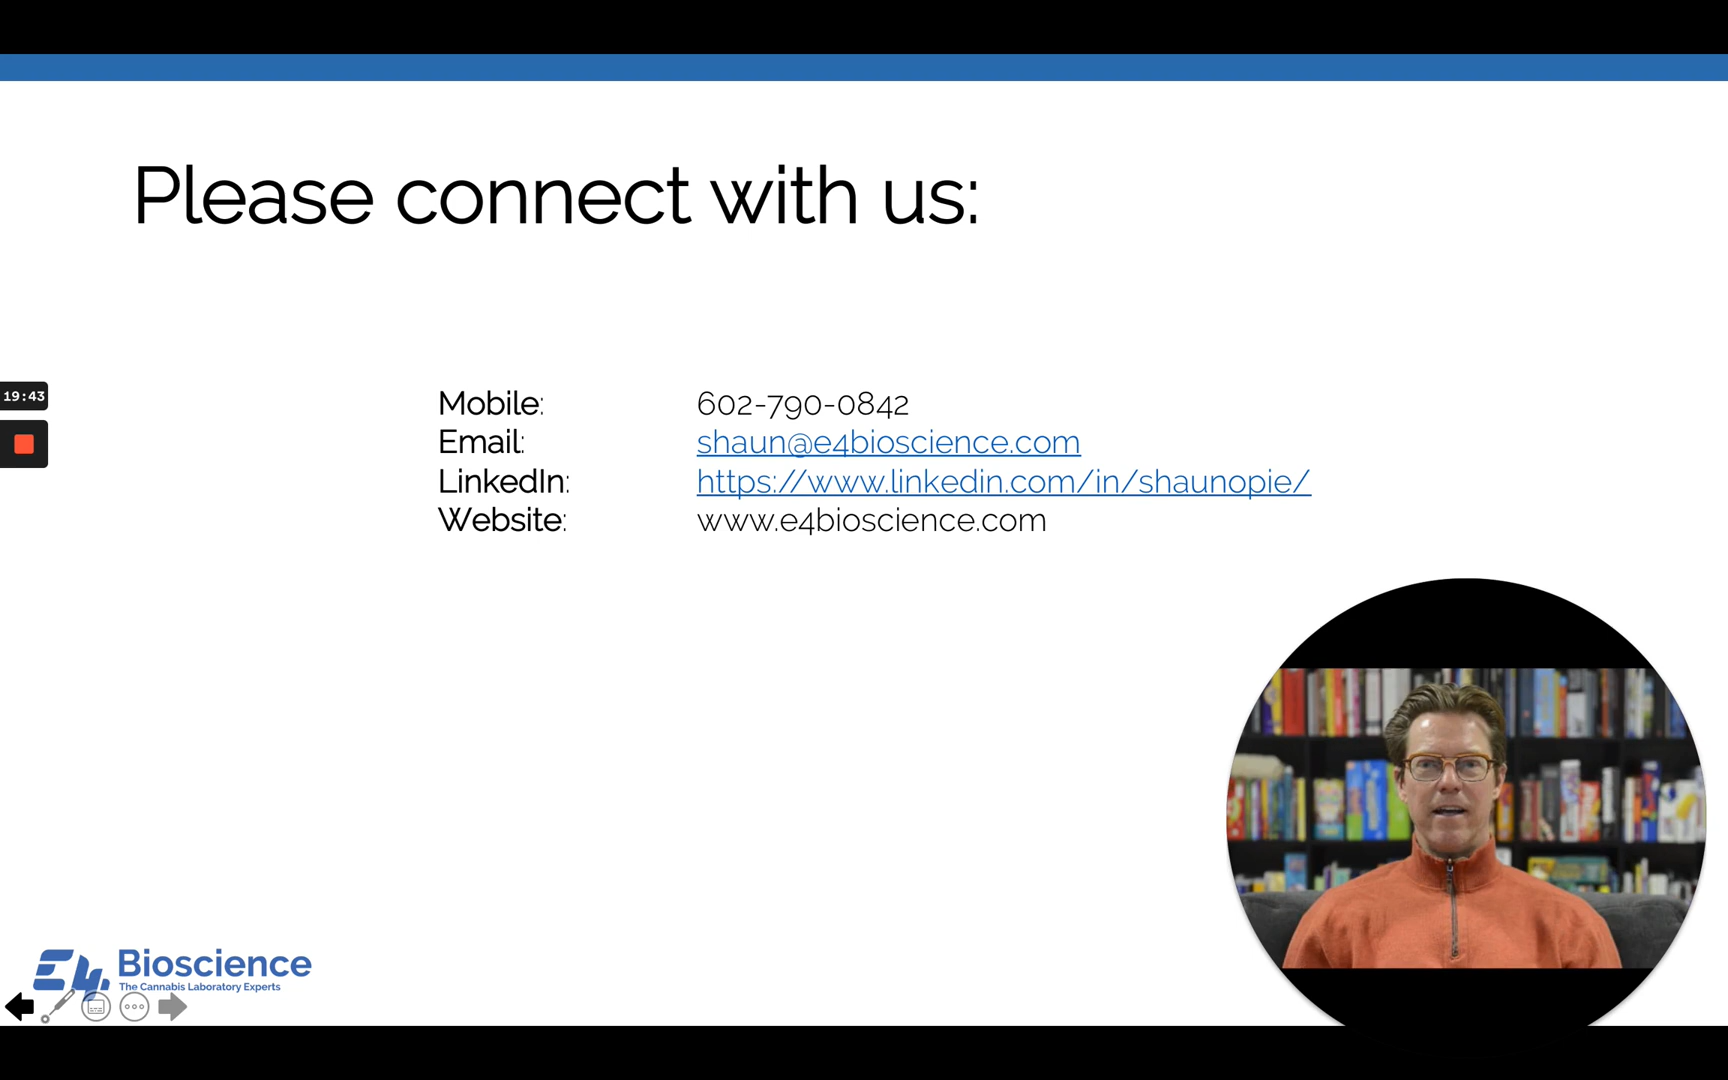 Please connect with us:
19:43
Mobile: 602-790-0842
Email: shaun@e4bioscience.com
LinkedIn: https://www.linkedin.com/in/shaunopie/
Website: www.e4bioscience.com
E4 Bioscience
The Cannabis Laboratory Experts